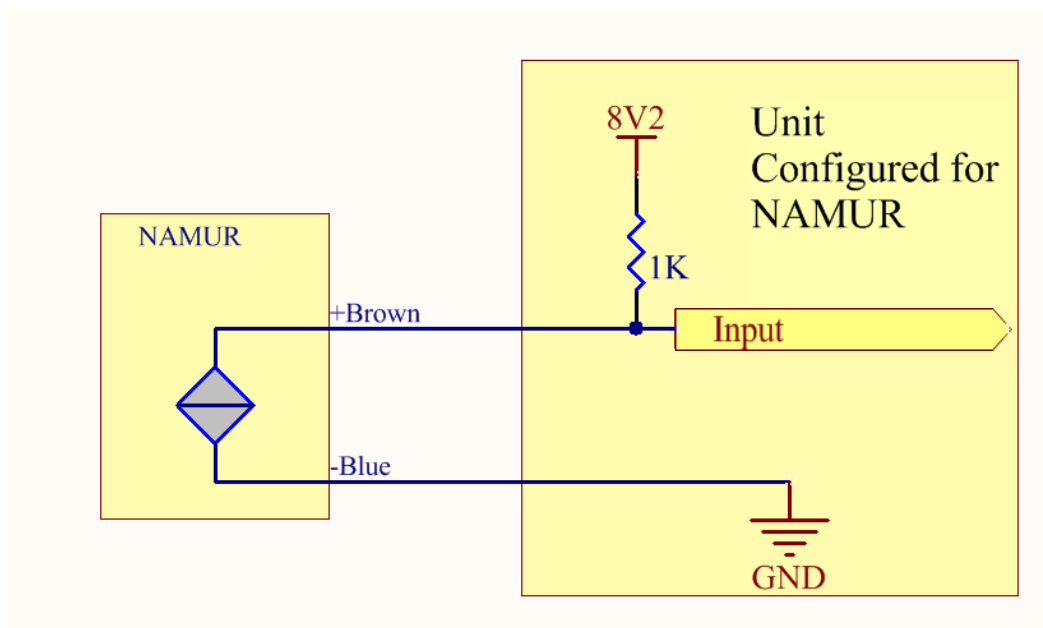 8V2
Unit
Configured for
NAMUR
NAMUR
1K
+Brown
Input
-Blue
GND